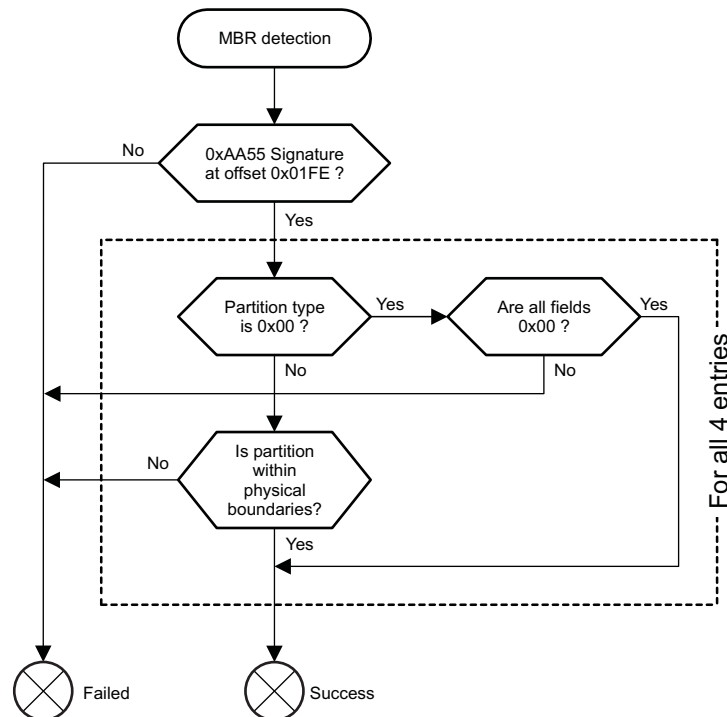 MBR detection
No
0xAA55 Signature
at offset 0x01FE ?
Yes
Partition type
is 0x00 ?
Yes
Are all fields
0x00 ?
Yes
No
No
For all 4 entries
No
Is partition
within
physical
boundaries?
Yes
Failed
Success